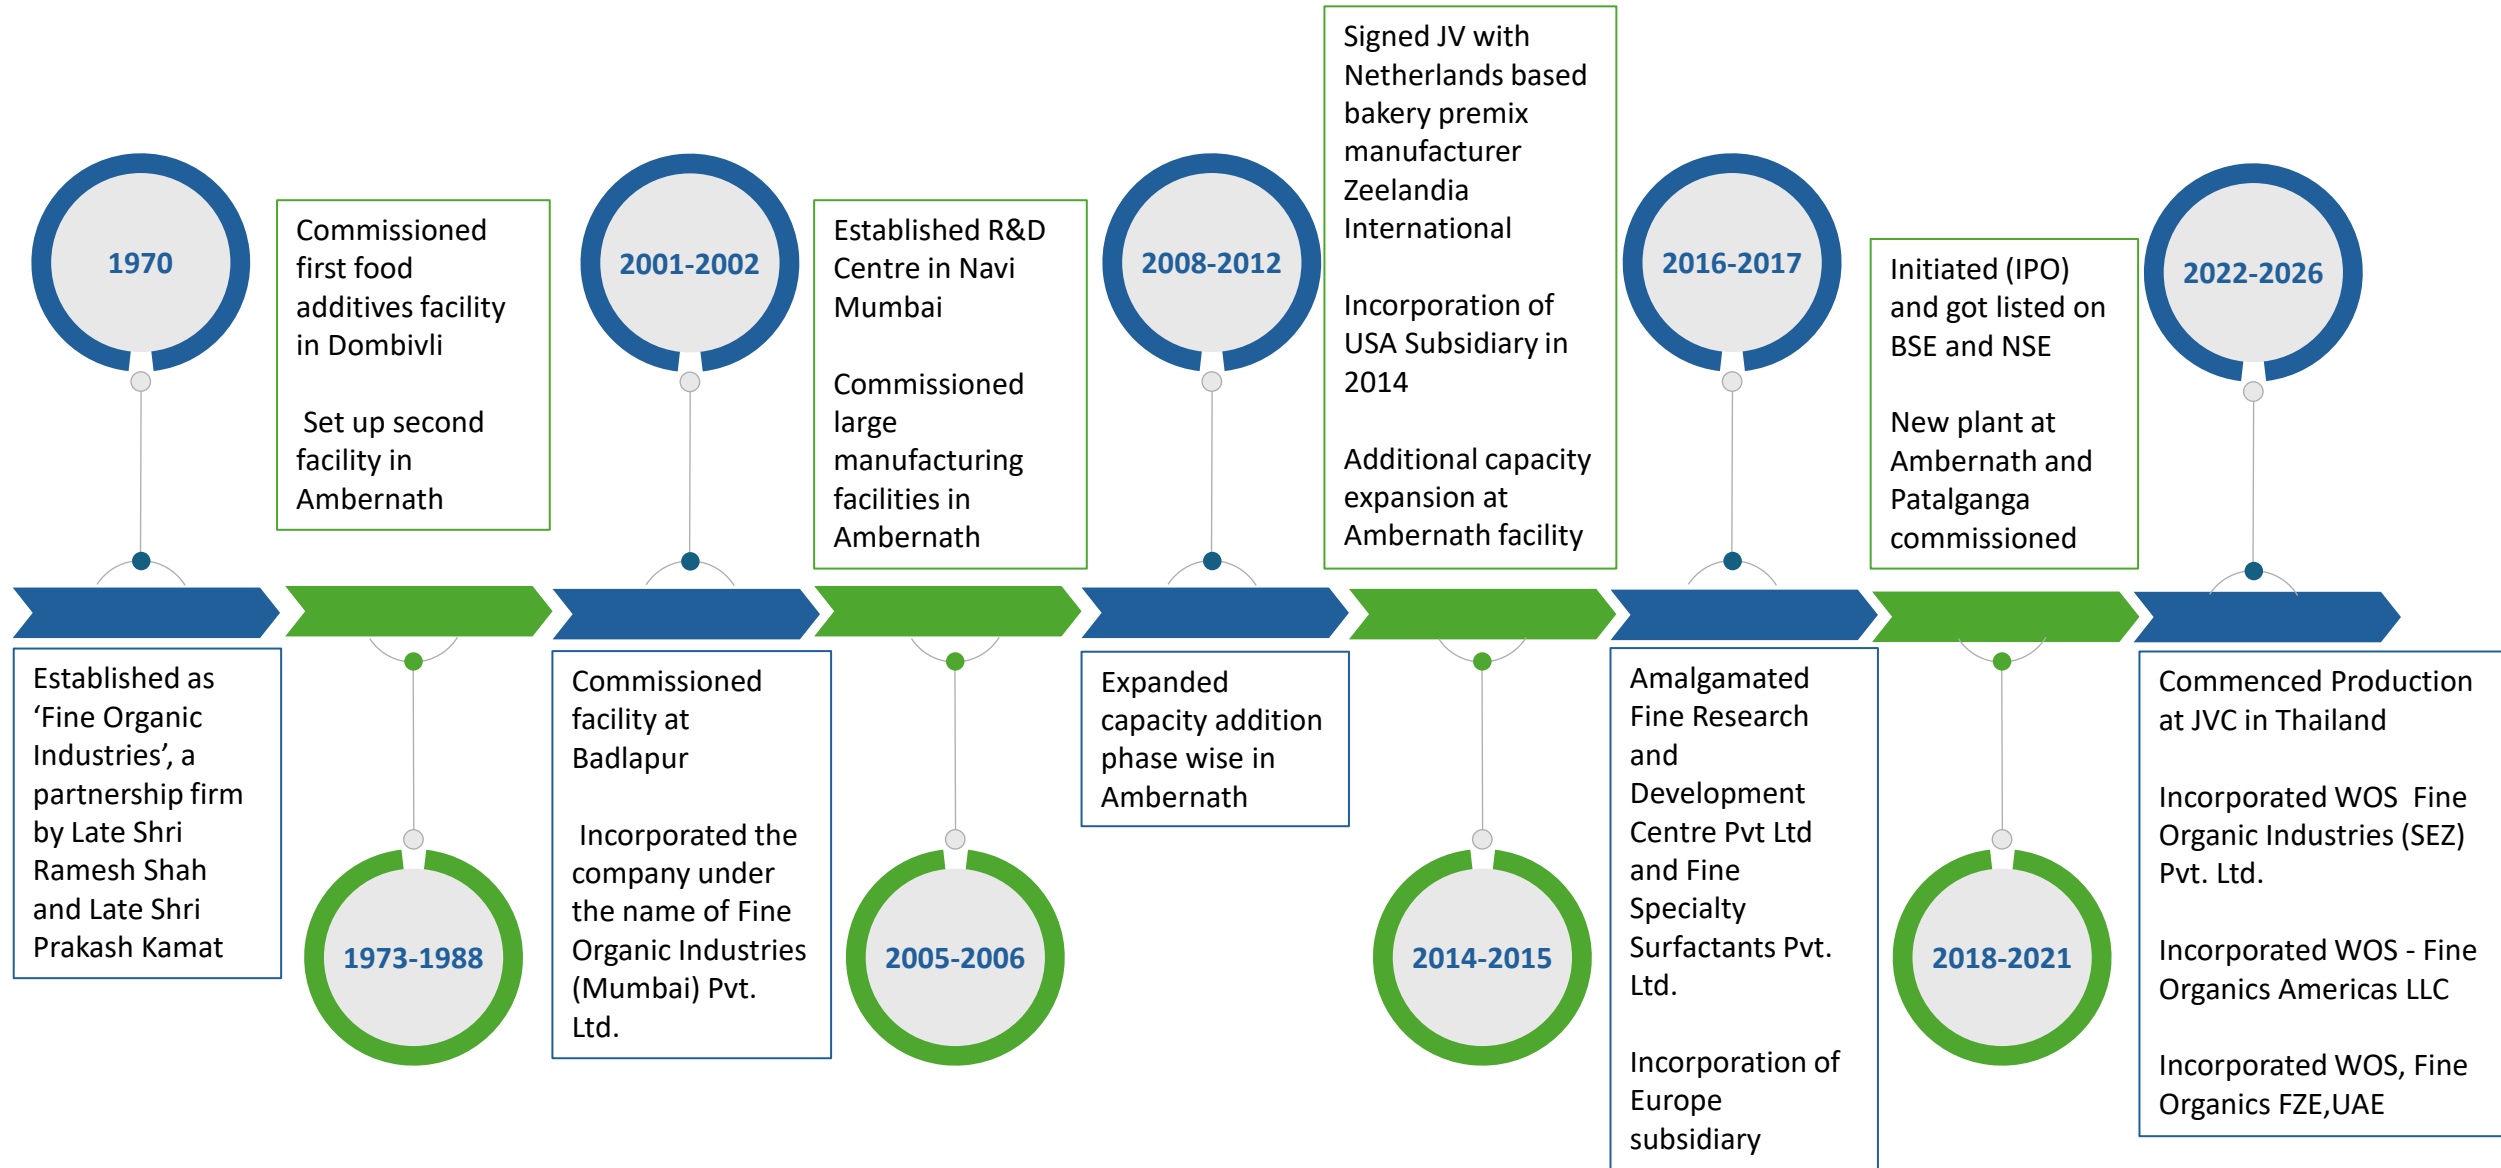 1970
Established as
‘Fine Organic
Industries’, a
partnership firm
by Late Shri
Ramesh Shah
and Late Shri
Prakash Kamat
Commissioned
first food
additives facility
in Dombivli
Set up second
facility in
Ambernath
1973-1988
2001-2002
Commissioned
facility at
Badlapur
Incorporated the
company under
the name of Fine
Organic Industries
(Mumbai) Pvt.
Ltd.
Established R&D
Centre in Navi
Mumbai
Commissioned
large
manufacturing
facilities in
Ambernath
2005-2006
2008-2012
Expanded
capacity addition
phase wise in
Ambernath
Signed JV with
Netherlands based
bakery premix
manufacturer
Zeelandia
International
Incorporation of
USA Subsidiary in
2014
Additional capacity
expansion at
Ambernath facility
2014-2015
2016-2017
Amalgamated
Fine Research
and
Development
Centre Pvt Ltd
and Fine
Specialty
Surfactants Pvt.
Ltd.
Incorporation of
Europe
subsidiary
Initiated (IPO)
and got listed on
BSE and NSE
New plant at
Ambernath and
Patalganga
commissioned
2018-2021
2022-2026
Commenced Production
at JVC in Thailand
Incorporated WOS Fine
Organic Industries (SEZ)
Pvt. Ltd.
Incorporated WOS - Fine
Organics Americas LLC
Incorporated WOS, Fine
Organics FZE,UAE